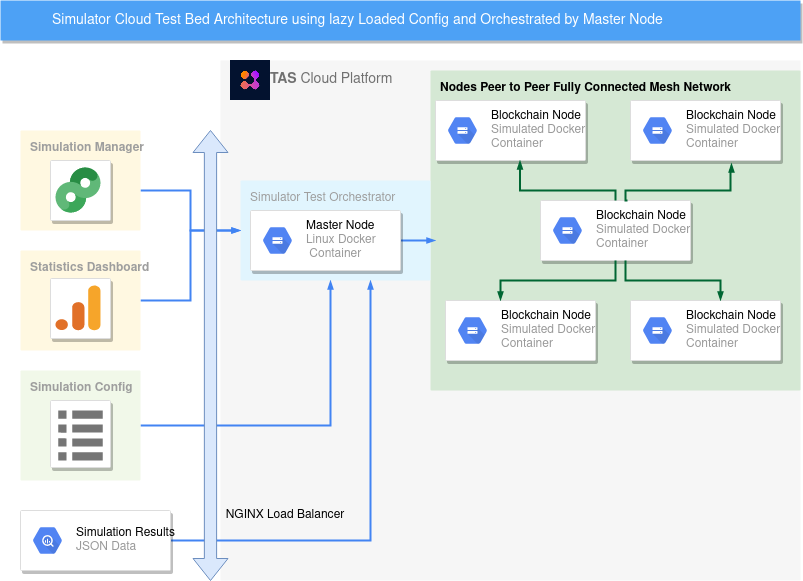 Simulator Cloud Test Bed Architecture using lazy Loaded Config and Orchestrated by Master Node
TAS Cloud Platform
Nodes Peer to Peer Fully Connected Mesh Network
Blockchain Node
Simulated Docker
Container
Blockchain Node
Simulated Docker
Container
Simulation Manager
Simulator Test Orchestrator
Master Node
Linux Docker
Container
Blockchain Node
Simulated Docker
Container
Statistics Dashboard
Blockchain Node
Simulated Docker
Container
Blockchain Node
Simulated Docker
Container
Simulation Config
NGINX Load Balancer
Simulation Results
JSON Data